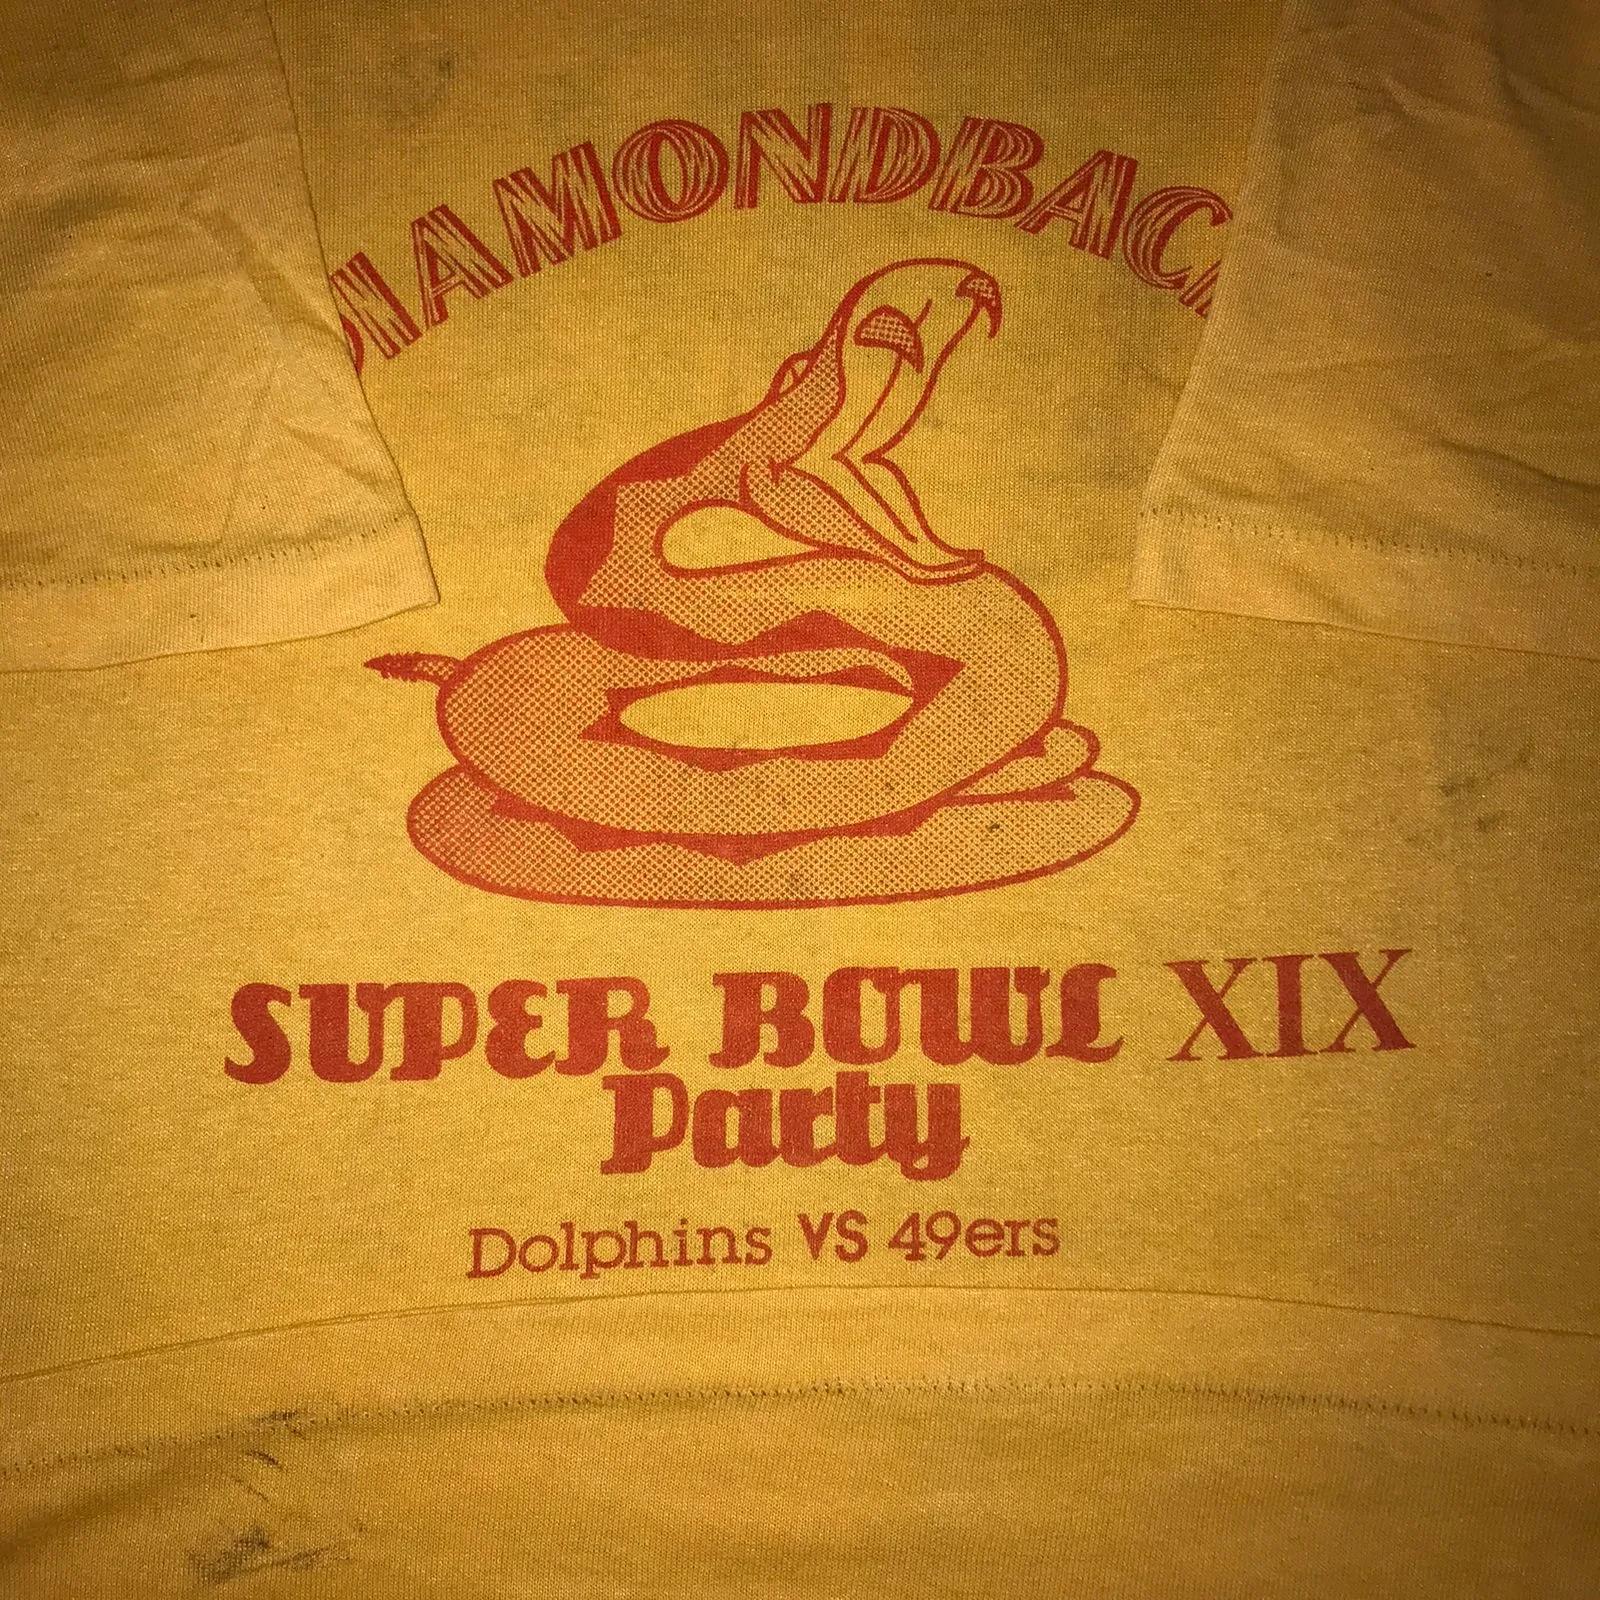 DIAMONDBACK
SUPER BOWL XIX
Party
Dolphins VS 49ers